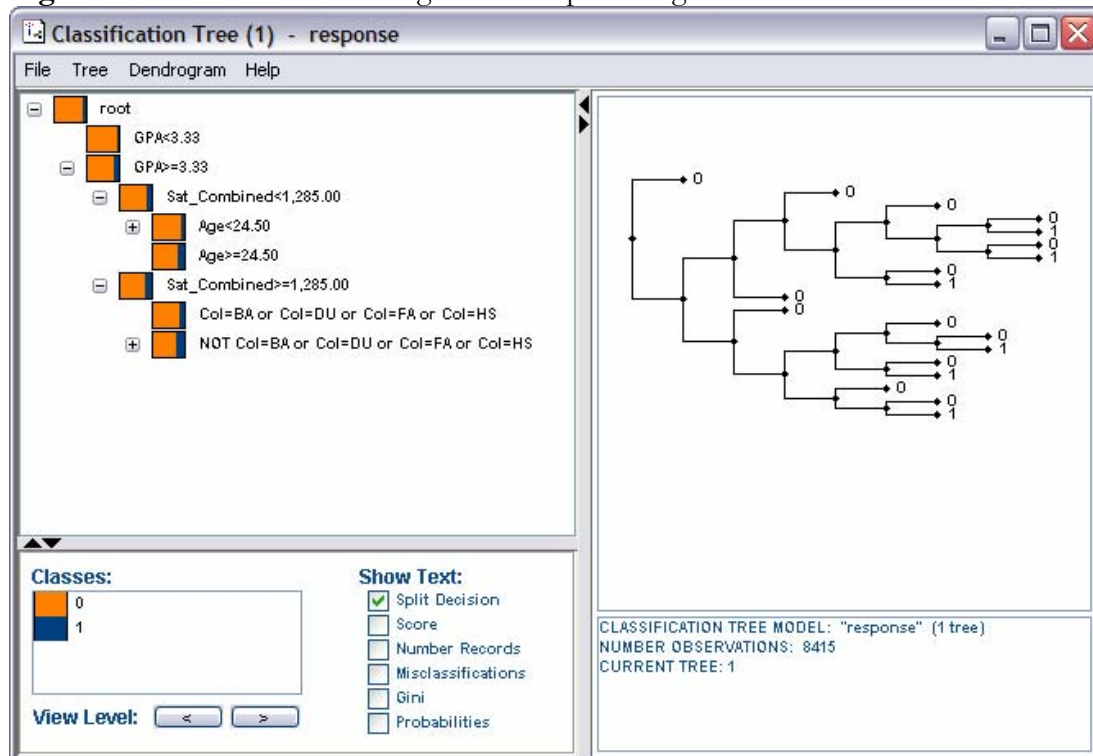 Classification Tree (1) - response
File Tree Dendrogram Help
root
GPA<3.33
GPA>=3.33
Sat_Combined<1,285.00
Age<24.50
Age>=24.50
Sat_Combined>=1,285.00
Col=BA or Col=DU or Col=FA or Col=HS
NOT Col=BA or Col=DU or Col=FA or Col=HS
0
0
0
0
1
0
1
0
1
0
0
0
0
1
0
1
0
0
1
Classes:
0
1
View Level: < >
Show Text:
Split Decision
Score
Number Records
Misclassifications
Gini
Probabilities
CLASSIFICATION TREE MODEL: "response" (1 tree)
NUMBER OBSERVATIONS: 8415
CURRENT TREE: 1